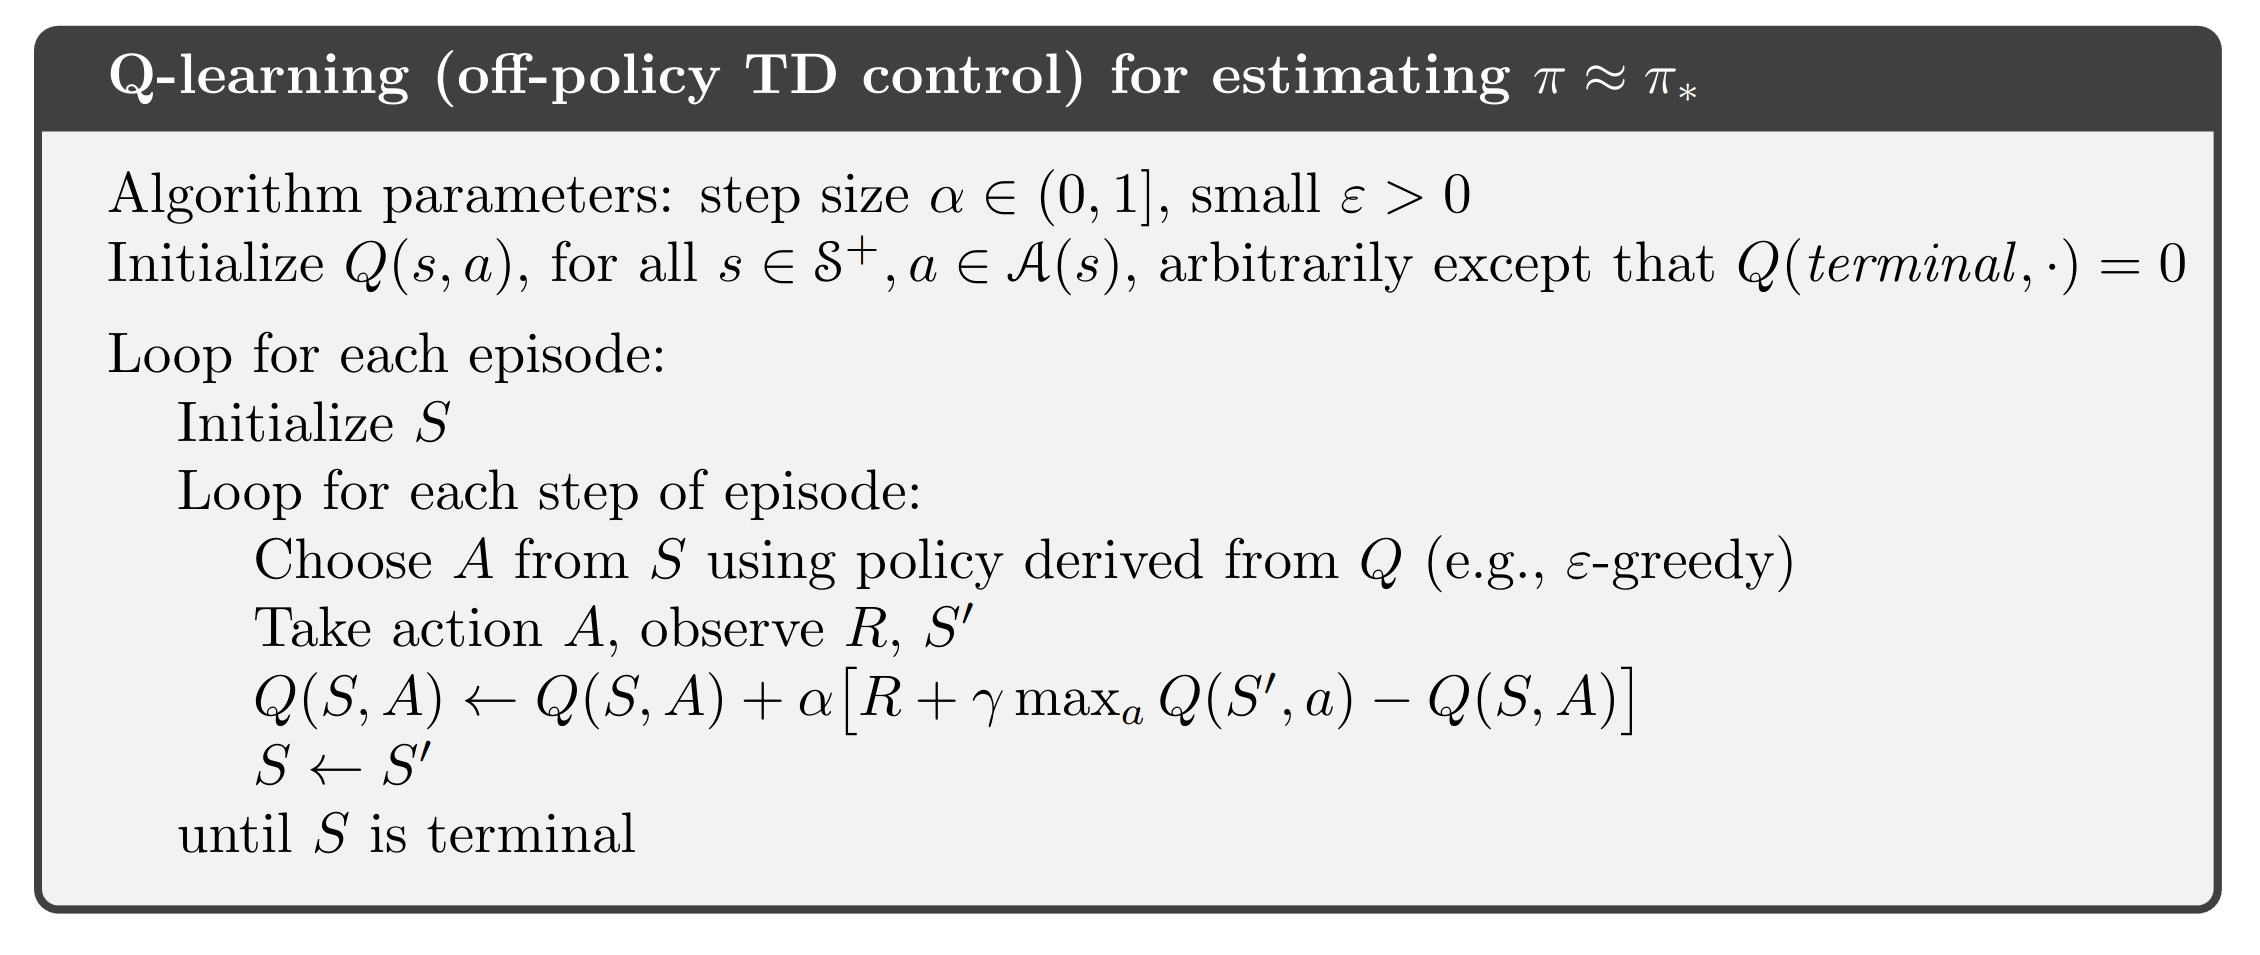 Q-learning (off-policy TD control) for estimating π ≈ π∗
Algorithm parameters: step size α ∈ (0, 1], small ε > 0
Initialize Q(s, a), for all s ∈ 𝒮⁺, a ∈ 𝒜(s), arbitrarily except that Q(terminal, ·) = 0
Loop for each episode:
Initialize S
Loop for each step of episode:
Choose A from S using policy derived from Q (e.g., ε-greedy)
Take action A, observe R, S′
Q(S, A) ← Q(S, A) + α[R + γ maxₐ Q(S′, a) − Q(S, A)]
S ← S′
until S is terminal